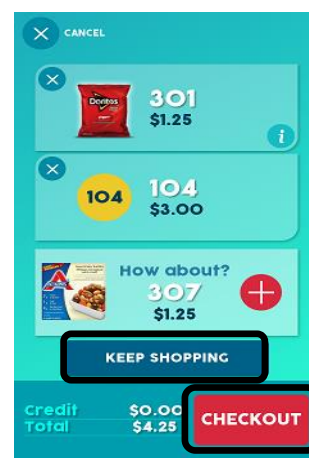 CANCEL
Doritos
301
$1.25
i
104
104
$3.00
How about?
307
$1.25
KEEP SHOPPING
Credit $0.00
Total $4.25
CHECKOUT